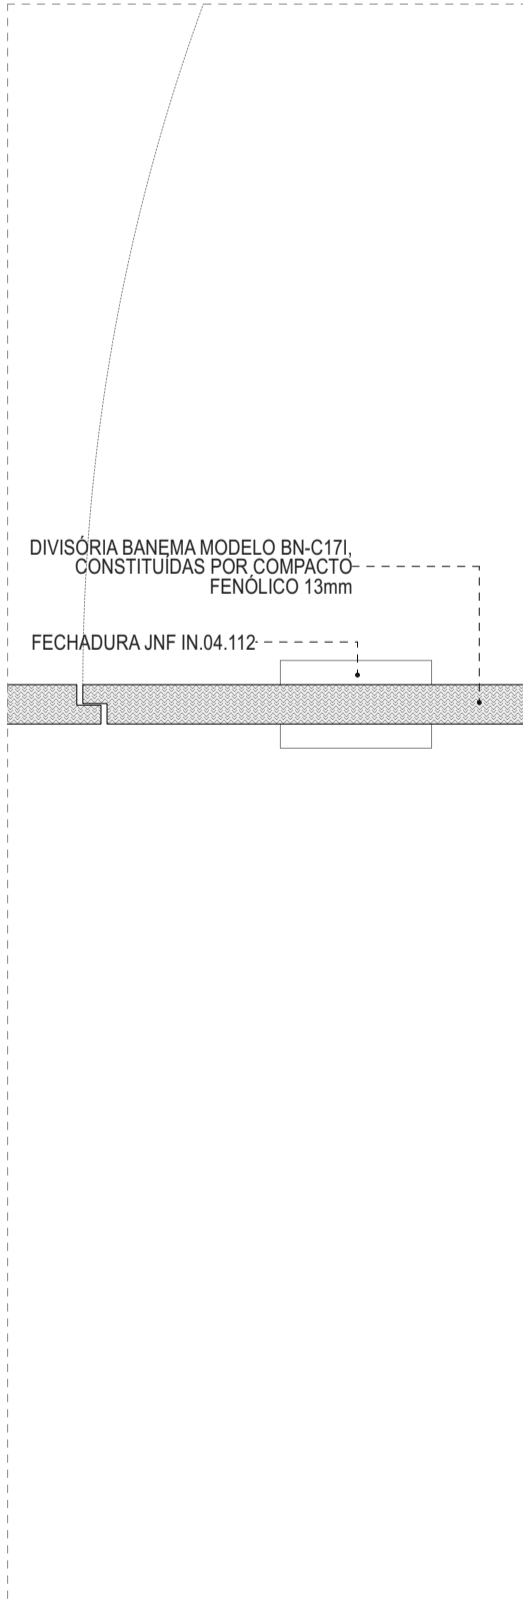 DIVISÓRIA BANEMA MODELO BN-C17I,
CONSTITUÍDAS POR COMPACTO
FENÓLICO 13mm
FECHADURA JNF IN.04.112